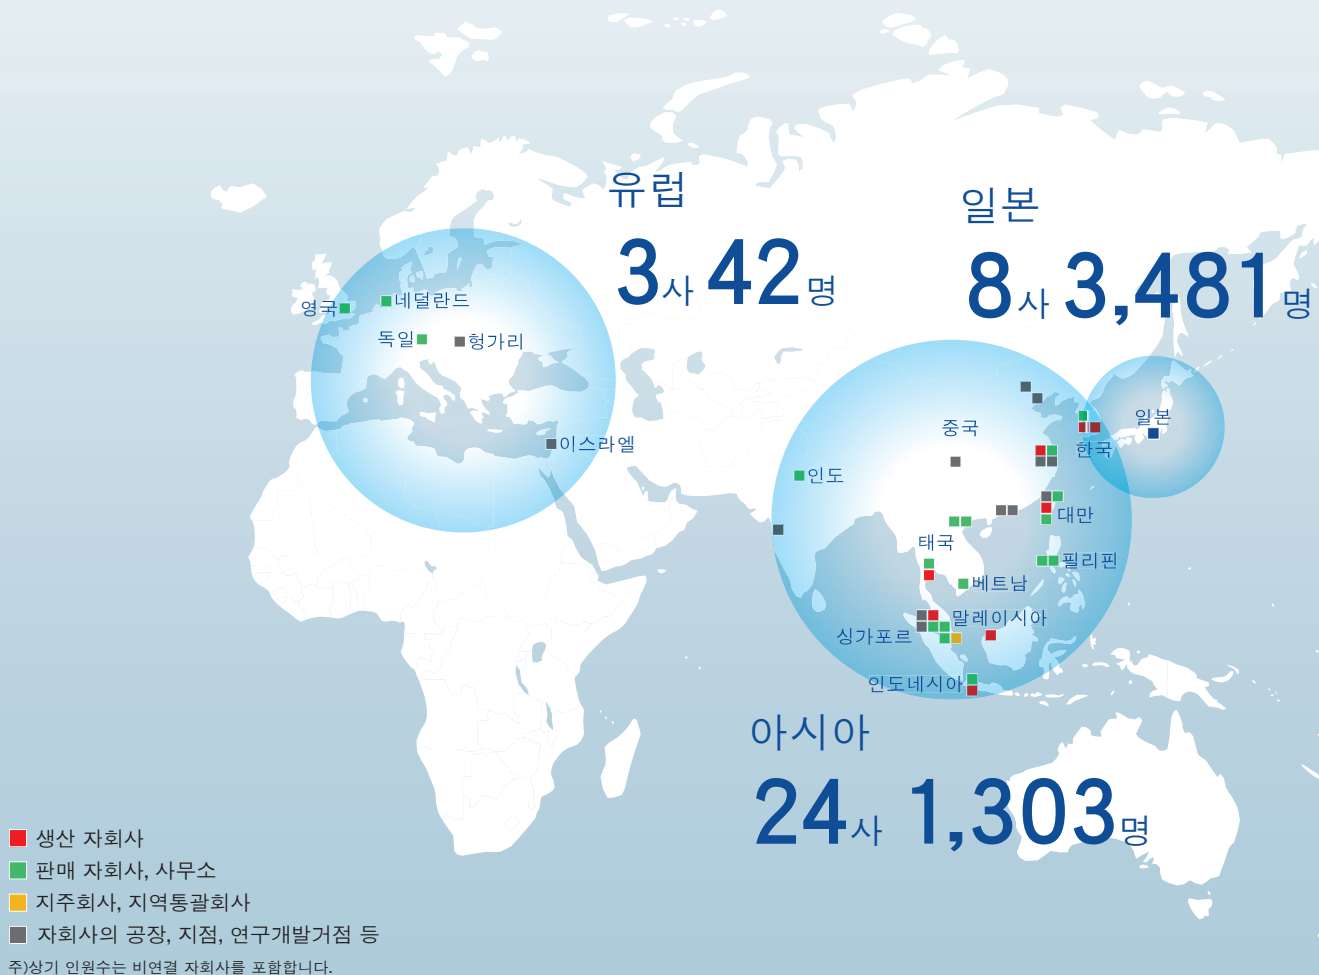 유럽
3사 42명
일본
8사 3,481명
영국
네덜란드
독일
헝가리
이스라엘
중국
일본
한국
인도
대만
태국
필리핀
베트남
말레이시아
싱가포르
인도네시아
아시아
24사 1,303명
생산 자회사
판매 자회사, 사무소
지주회사, 지역통괄회사
자회사의 공장, 지점, 연구개발거점 등
주)상기 인원수는 비연결 자회사를 포함합니다.